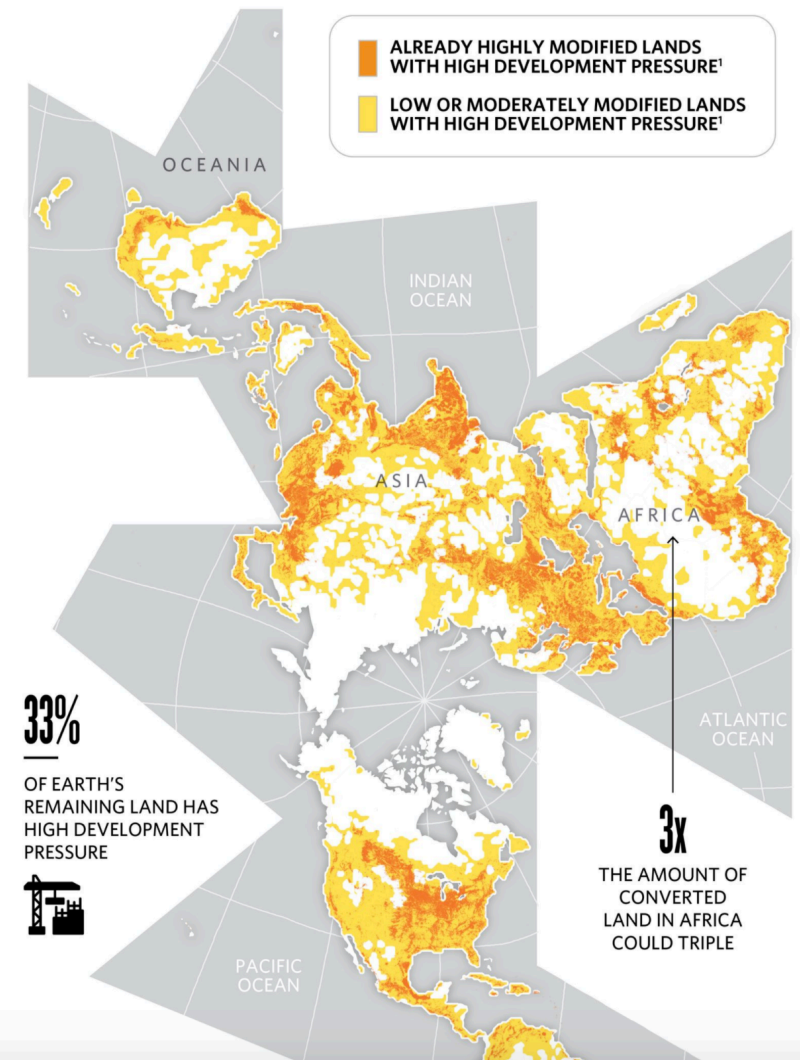 ALREADY HIGHLY MODIFIED LANDS
WITH HIGH DEVELOPMENT PRESSURE¹
LOW OR MODERATELY MODIFIED LANDS
WITH HIGH DEVELOPMENT PRESSURE¹
OCEANIA
INDIAN
OCEAN
ASIA
AFRICA
33%
OF EARTH'S
REMAINING LAND HAS
HIGH DEVELOPMENT
PRESSURE
ATLANTIC
OCEAN
3x
THE AMOUNT OF
CONVERTED
LAND IN AFRICA
COULD TRIPLE
PACIFIC
OCEAN